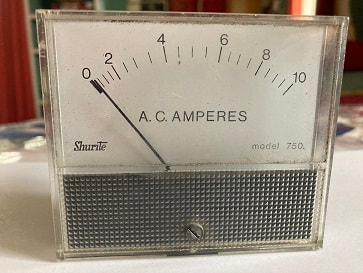 0 2 4 6 8 10
A.C. AMPERES
Shurite model 750.